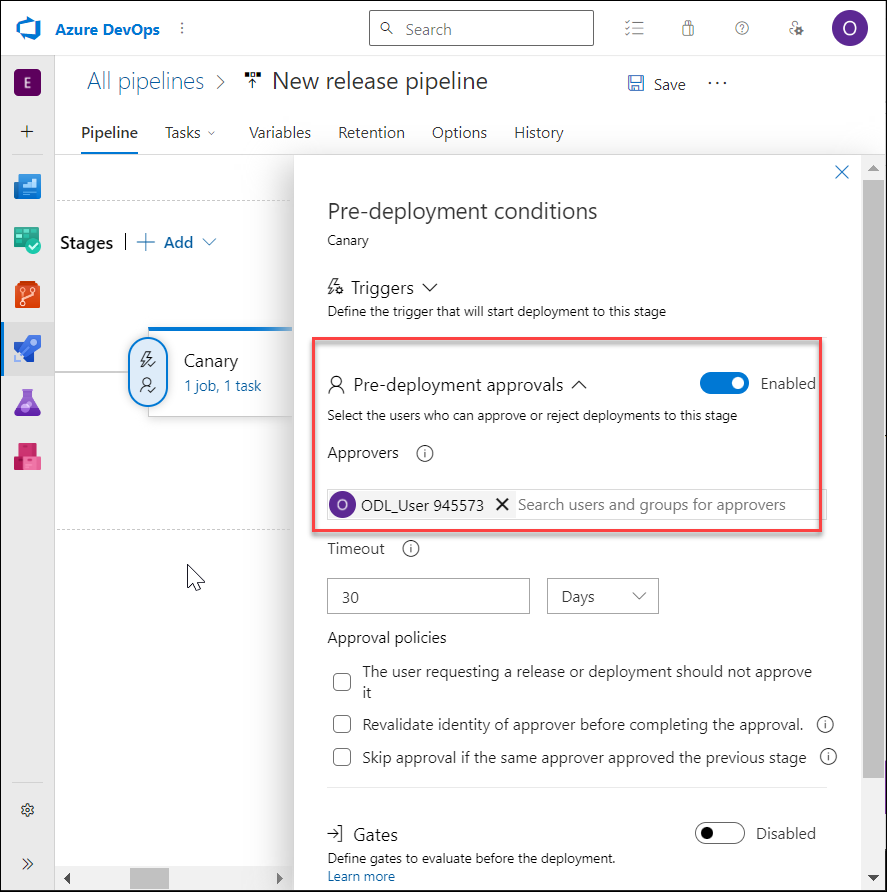 Azure DevOps
Search
O
E
All pipelines
New release pipeline
Save
Pipeline
Tasks
Variables
Retention
Options
History
Stages
Add
Canary
1 job, 1 task
Pre-deployment conditions
Canary
Triggers
Define the trigger that will start deployment to this stage
Pre-deployment approvals
Enabled
Select the users who can approve or reject deployments to this stage
Approvers
O ODL_User 945573 Search users and groups for approvers
Timeout
30 Days
Approval policies
The user requesting a release or deployment should not approve
it
Revalidate identity of approver before completing the approval.
Skip approval if the same approver approved the previous stage
Gates
Disabled
Define gates to evaluate before the deployment.
Learn more